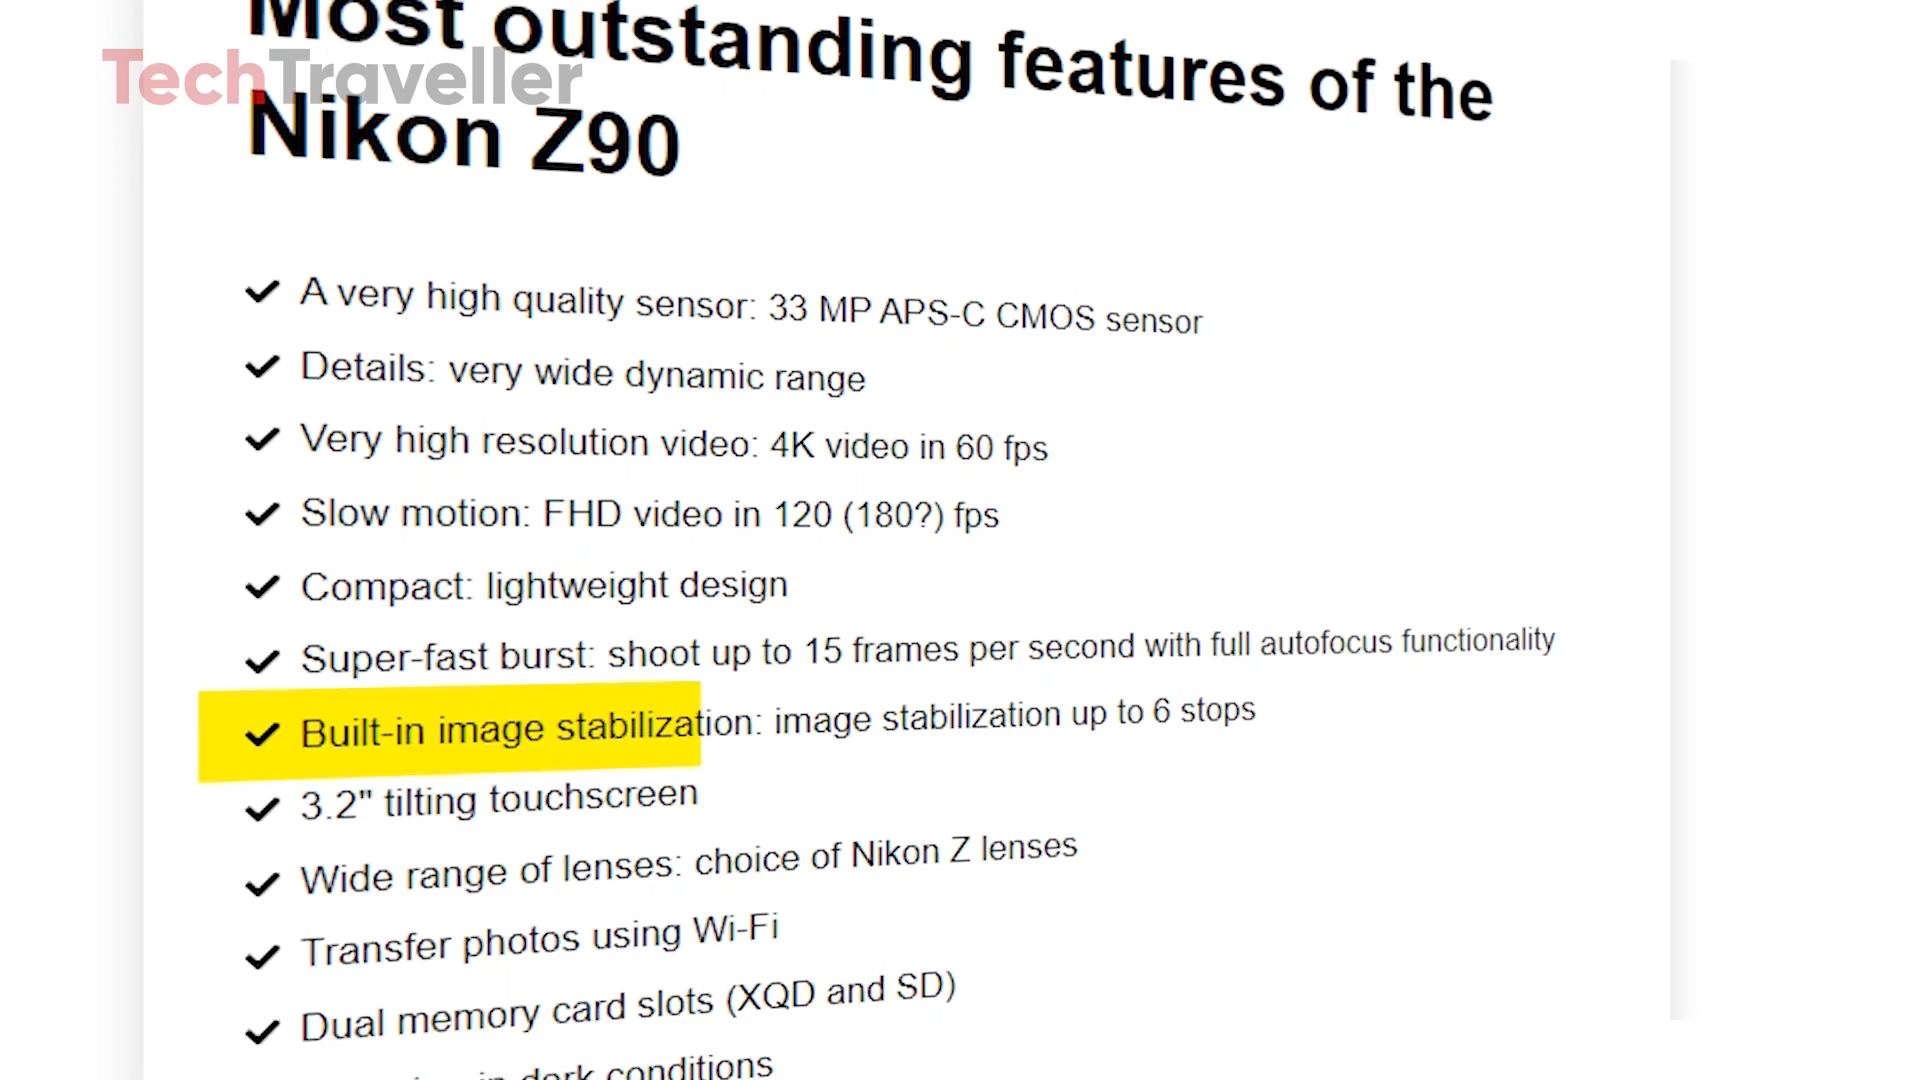 Most outstanding features of the
TechTraveller
Nikon Z90
A very high quality sensor: 33 MP APS-C CMOS sensor
Details: very wide dynamic range
Very high resolution video: 4K video in 60 fps
Slow motion: FHD video in 120 (180?) fps
Compact: lightweight design
Super-fast burst: shoot up to 15 frames per second with full autofocus functionality
Built-in image stabilization: image stabilization up to 6 stops
3.2" tilting touchscreen
Wide range of lenses: choice of Nikon Z lenses
Transfer photos using Wi-Fi
Dual memory card slots (XQD and SD)
in dark conditions